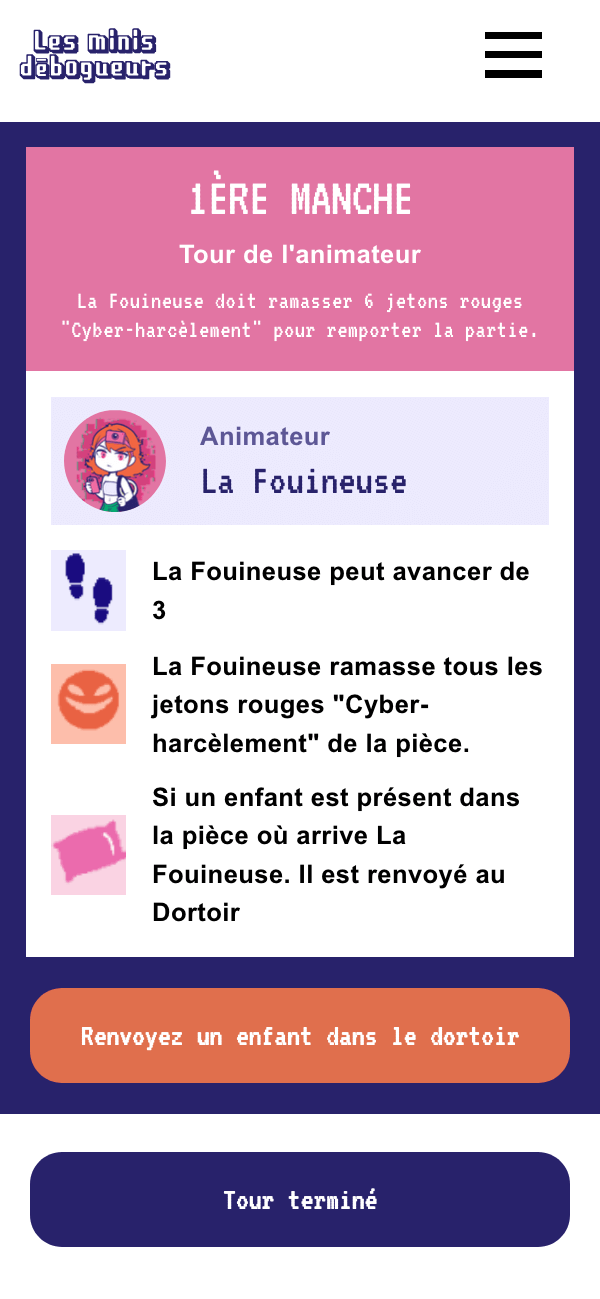 Les minis
débogueurs
1ÈRE MANCHE
Tour de l'animateur
La Fouineuse doit ramasser 6 jetons rouges
"Cyber-harcèlement" pour remporter la partie.
Animateur
La Fouineuse
La Fouineuse peut avancer de
3
La Fouineuse ramasse tous les
jetons rouges "Cyber-
harcèlement" de la pièce.
Si un enfant est présent dans
la pièce où arrive La
Fouineuse. Il est renvoyé au
Dortoir
Renvoyez un enfant dans le dortoir
Tour terminé